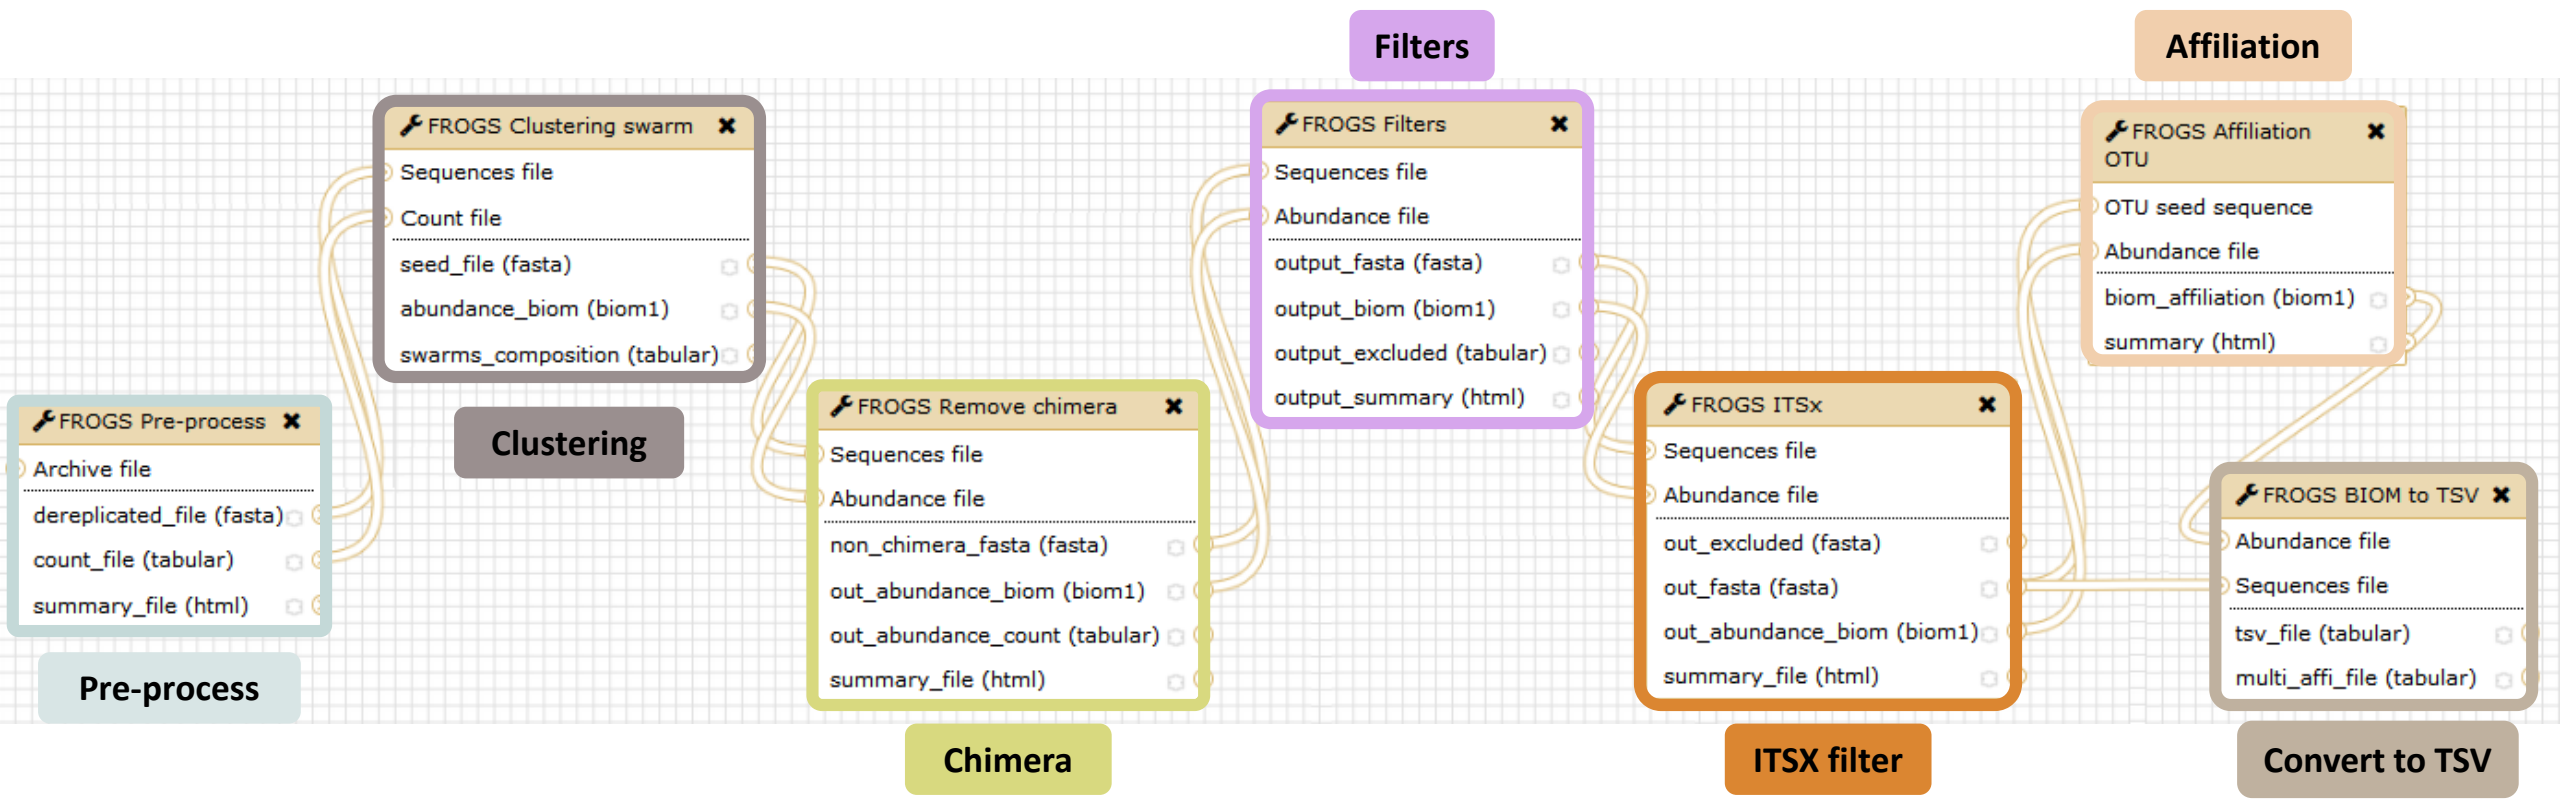 Pre-process
FROGS Pre-process
Archive file
dereplicated_file (fasta)
count_file (tabular)
summary_file (html)
Clustering
FROGS Clustering swarm
Sequences file
Count file
seed_file (fasta)
abundance_biom (biom1)
swarms_composition (tabular)
FROGS Remove chimera
Sequences file
Abundance file
non_chimera_fasta (fasta)
out_abundance_biom (biom1)
out_abundance_count (tabular)
summary_file (html)
Chimera
Filters
FROGS Filters
Sequences file
Abundance file
output_fasta (fasta)
output_biom (biom1)
output_excluded (tabular)
output_summary (html)
FROGS ITSx
Sequences file
Abundance file
out_excluded (fasta)
out_fasta (fasta)
out_abundance_biom (biom1)
summary_file (html)
ITSX filter
Affiliation
FROGS Affiliation
OTU
OTU seed sequence
Abundance file
biom_affiliation (biom1)
summary (html)
FROGS BIOM to TSV
Abundance file
Sequences file
tsv_file (tabular)
multi_affi_file (tabular)
Convert to TSV